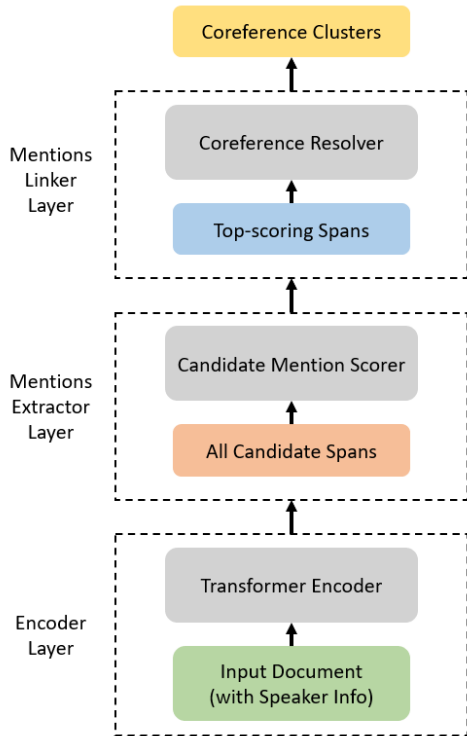 Coreference Clusters
Mentions
Linker
Layer
Coreference Resolver
Top-scoring Spans
Mentions
Extractor
Layer
Candidate Mention Scorer
All Candidate Spans
Encoder
Layer
Transformer Encoder
Input Document
(with Speaker Info)